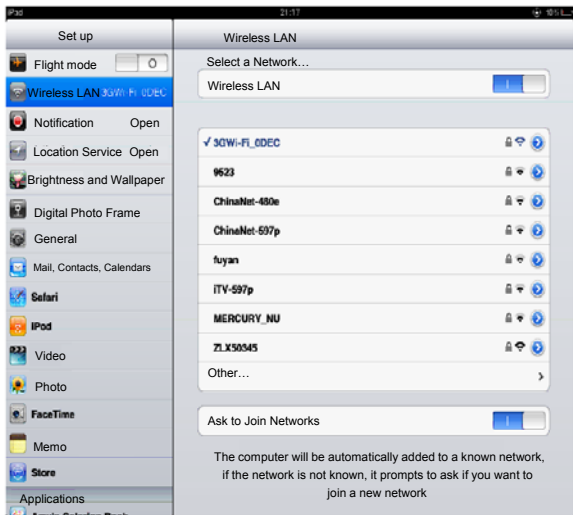 iPad 21:17
Set up
Flight mode O
Wireless LAN 3GWi-Fi_0DEC
Notification Open
Location Service Open
Brightness and Wallpaper
Digital Photo Frame
General
Mail, Contacts, Calendars
Safari
iPod
Video
Photo
FaceTime
Memo
Store
Applications
Wireless LAN
Select a Network…
Wireless LAN I
✓ 3GWi-Fi_0DEC
9623
ChinaNet-480e
ChinaNet-597p
fuyan
iTV-597p
MERCURY_NU
ZLX50345
Other…
Ask to Join Networks I
The computer will be automatically added to a known network,
if the network is not known, it prompts to ask if you want to
join a new network